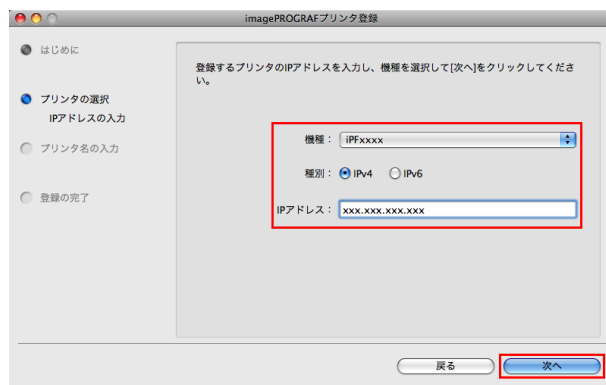 imagePROGRAFプリンタ登録
はじめに
プリンタの選択
IPアドレスの入力
プリンタ名の入力
登録の完了
登録するプリンタのIPアドレスを入力し、機種を選択して[次へ]をクリックしてくださ
い。
機種： iPFxxxx
種別： IPv4 IPv6
IPアドレス： xxx.xxx.xxx.xxx
戻る 次へ